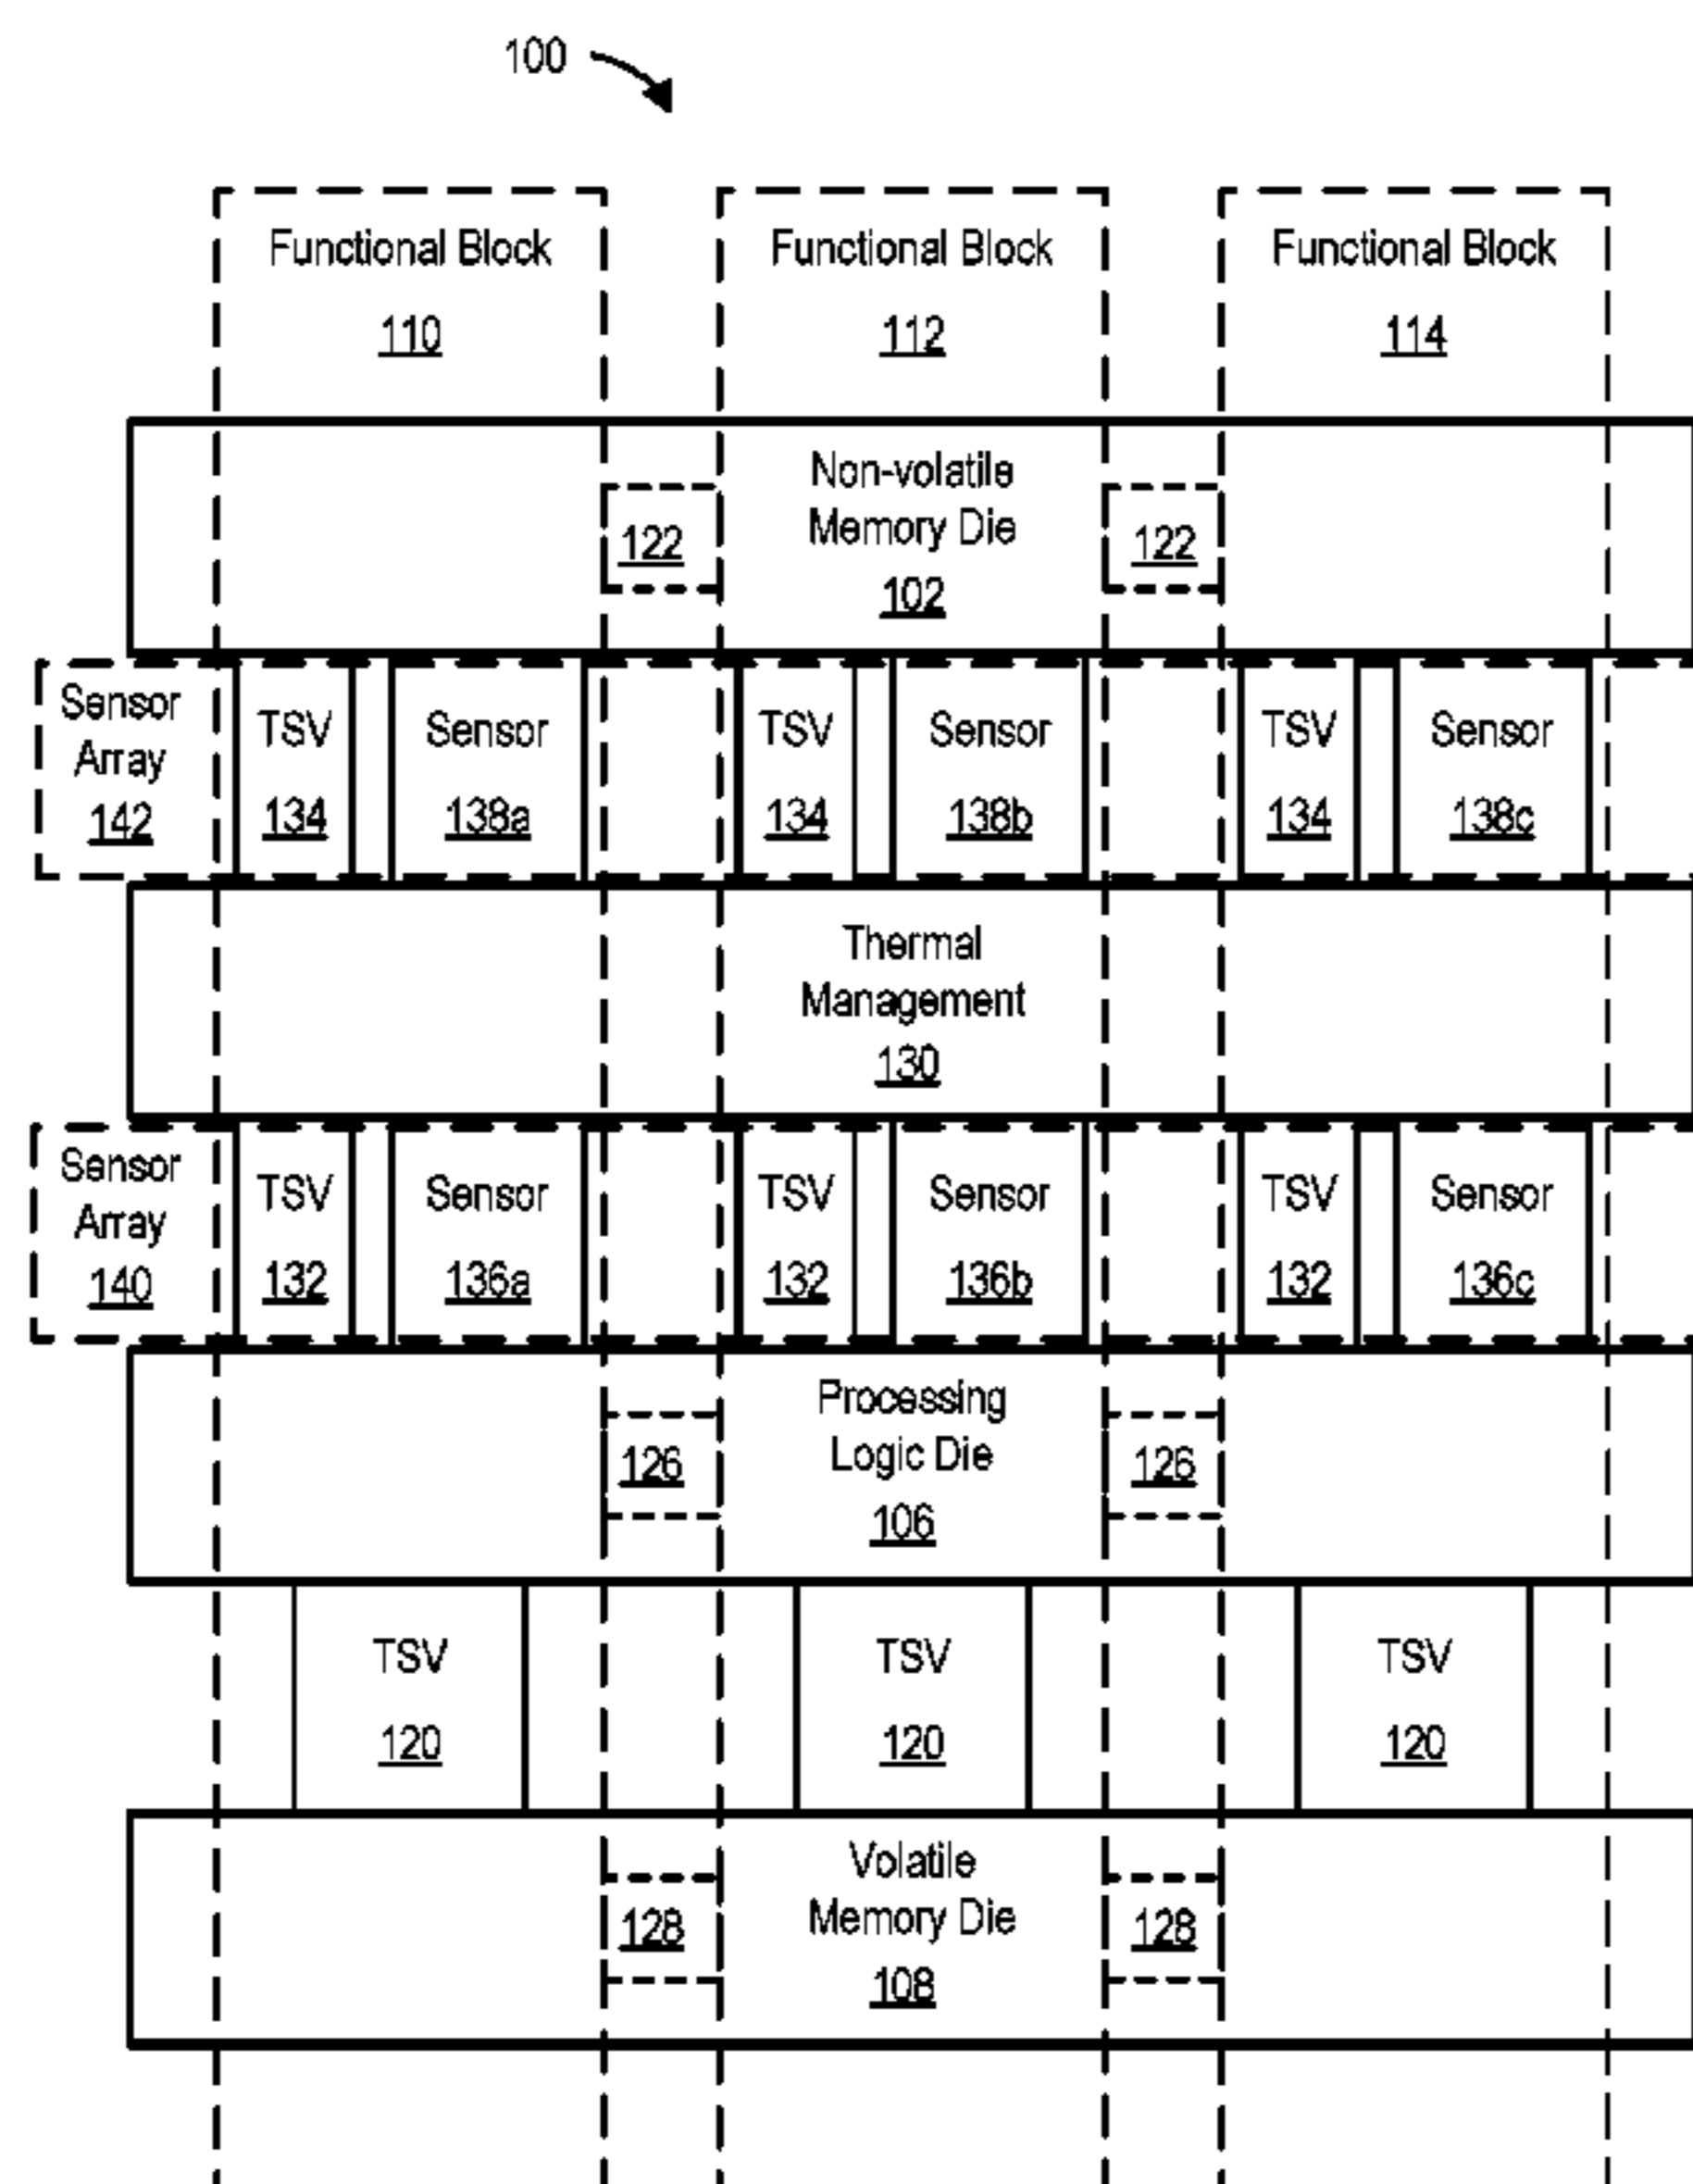 100
Functional Block
110
Functional Block
112
Functional Block
114
Non-volatile
Memory Die
102
122
122
Sensor
Array
142
TSV
134
Sensor
138a
TSV
134
Sensor
138b
TSV
134
Sensor
138c
Thermal
Management
130
Sensor
Array
140
TSV
132
Sensor
136a
TSV
132
Sensor
136b
TSV
132
Sensor
136c
Processing
Logic Die
106
126
126
TSV
120
TSV
120
TSV
120
Volatile
Memory Die
108
128
128